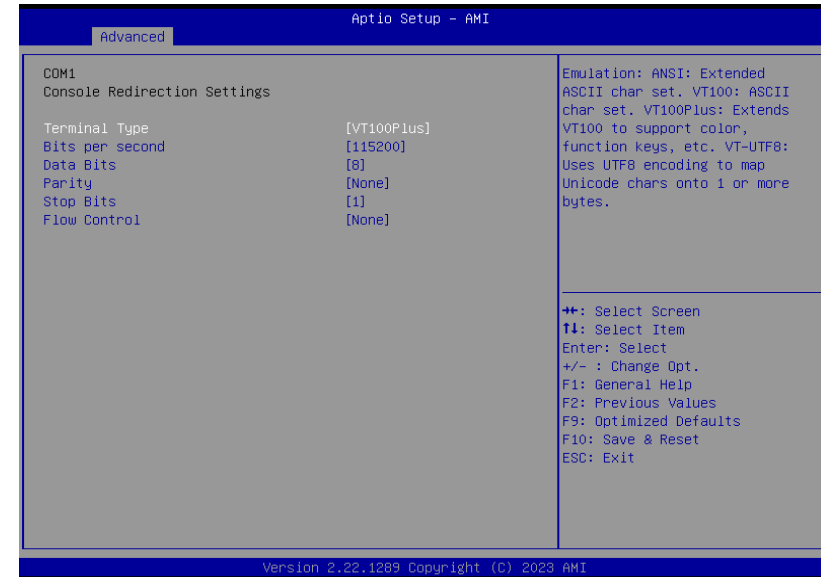 Aptio Setup – AMI
Advanced
COM1
Console Redirection Settings
Terminal Type [VT100Plus]
Bits per second [115200]
Data Bits [8]
Parity [None]
Stop Bits [1]
Flow Control [None]
Emulation: ANSI: Extended
ASCII char set. VT100: ASCII
char set. VT100Plus: Extends
VT100 to support color,
function keys, etc. VT-UTF8:
Uses UTF8 encoding to map
Unicode chars onto 1 or more
bytes.
→←: Select Screen
↑↓: Select Item
Enter: Select
+/- : Change Opt.
F1: General Help
F2: Previous Values
F9: Optimized Defaults
F10: Save & Reset
ESC: Exit
Version 2.22.1289 Copyright (C) 2023 AMI